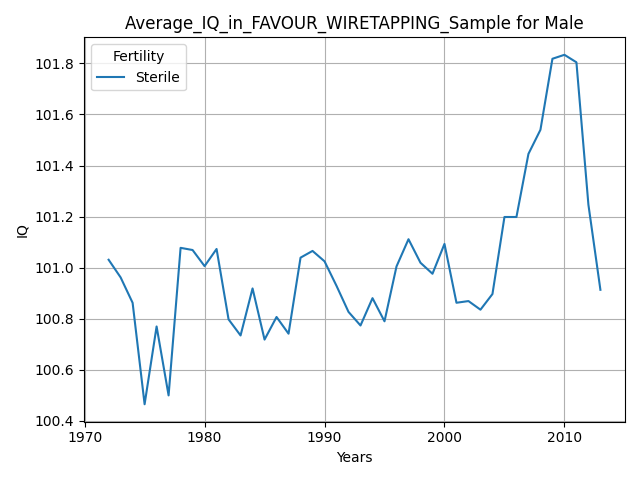 Average_IQ_in_FAVOUR_WIRETAPPING_Sample for Male
Fertility
Sterile
101.8
101.6
101.4
101.2
101.0
100.8
100.6
100.4
IQ
1970 1980 1990 2000 2010
Years